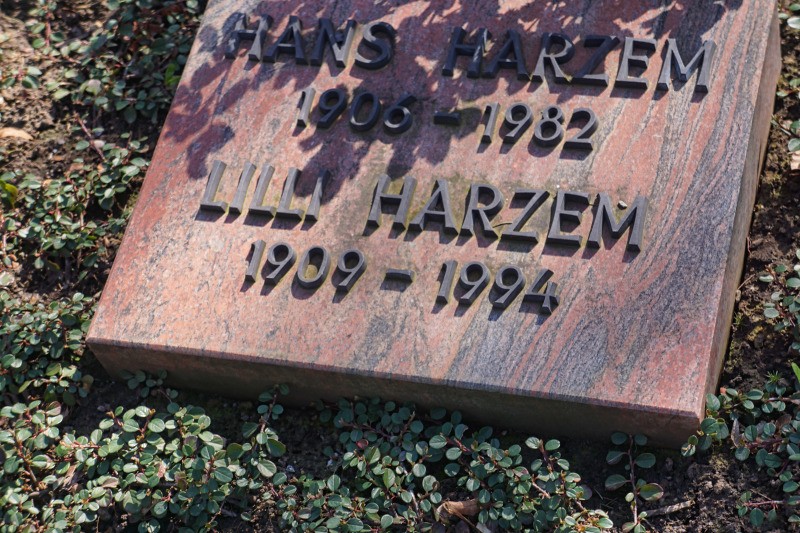 HANS HARZEM
1906 - 1982
LILLI HARZEM
1909 - 1994